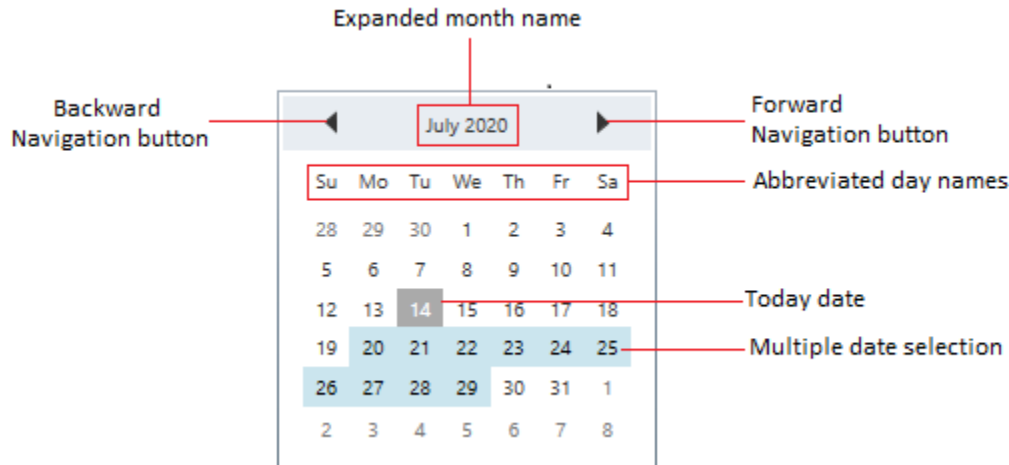 Expanded month name
Backward
Navigation button
July 2020
Forward
Navigation button
Su Mo Tu We Th Fr Sa
Abbreviated day names
28 29 30 1 2 3 4
5 6 7 8 9 10 11
12 13 14 15 16 17 18
Today date
19 20 21 22 23 24 25
Multiple date selection
26 27 28 29 30 31 1
2 3 4 5 6 7 8